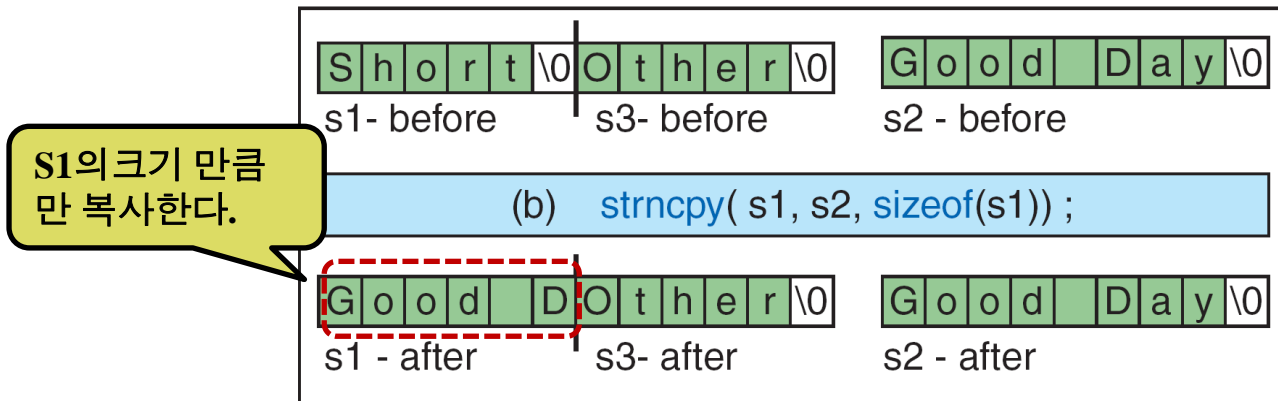 S h o r t \0 O t h e r \0 G o o d D a y \0
s1- before s3- before s2 - before
S1의크기 만큼
만 복사한다.
(b) strncpy( s1, s2, sizeof(s1)) ;
G o o d D O t h e r \0 G o o d D a y \0
s1 - after s3- after s2 - after